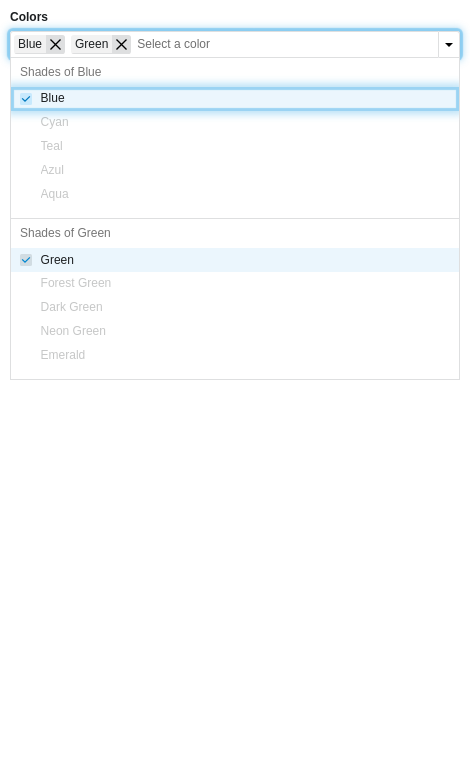 Colors
Blue Green Select a color
Shades of Blue
Blue
Cyan
Teal
Azul
Aqua
Shades of Green
Green
Forest Green
Dark Green
Neon Green
Emerald